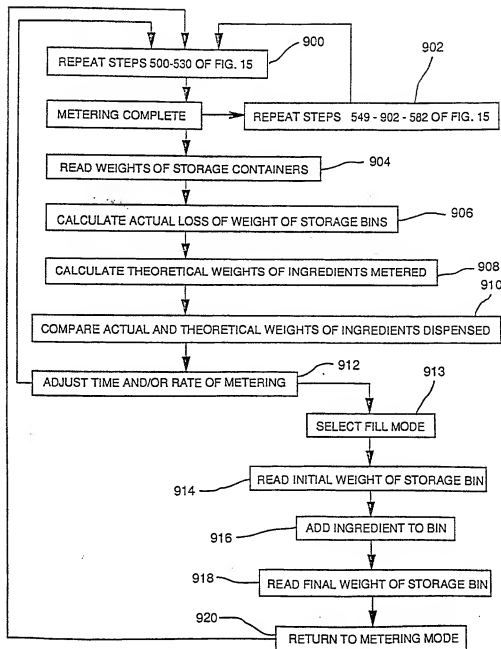 900
902
REPEAT STEPS 500-530 OF FIG. 15
METERING COMPLETE
REPEAT STEPS 549 - 902 - 582 OF FIG. 15
READ WEIGHTS OF STORAGE CONTAINERS
904
CALCULATE ACTUAL LOSS OF WEIGHT OF STORAGE BINS
906
CALCULATE THEORETICAL WEIGHTS OF INGREDIENTS METERED
908
910
COMPARE ACTUAL AND THEORETICAL WEIGHTS OF INGREDIENTS DISPENSED
912
ADJUST TIME AND/OR RATE OF METERING
913
SELECT FILL MODE
READ INITIAL WEIGHT OF STORAGE BIN
914
ADD INGREDIENT TO BIN
916
918
READ FINAL WEIGHT OF STORAGE BIN
920
RETURN TO METERING MODE